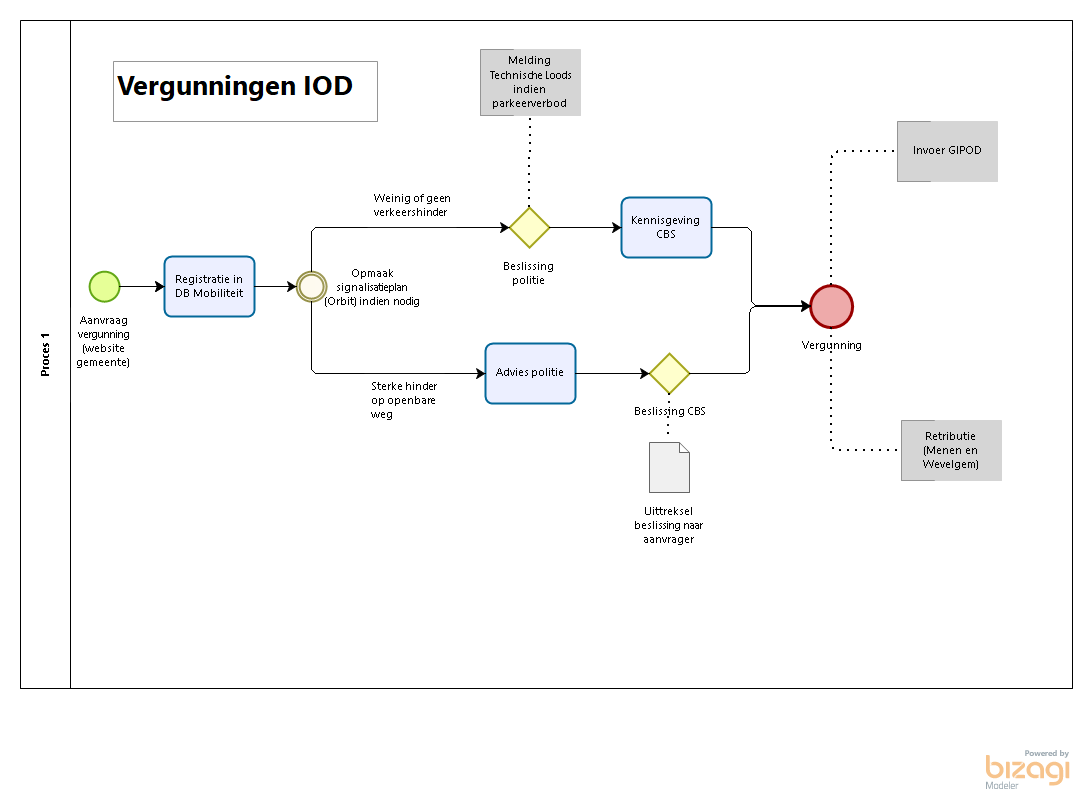 Vergunningen IOD
Proces 1
Melding
Technische Loods
indien
parkeerverbod
Invoer GIPOD
Weinig of geen
verkeershinder
Kennisgeving
CBS
Beslissing
politie
Registratie in
DB Mobiliteit
Opmaak
signalisatieplan
(Orbit) indien nodig
Aanvraag
vergunning
(website
gemeente)
Vergunning
Advies politie
Sterke hinder
op openbare
weg
Beslissing CBS
Retributie
(Menen en
Wevelgem)
Uittreksel
beslissing naar
aanvrager
Powered by
bizagi
Modeler